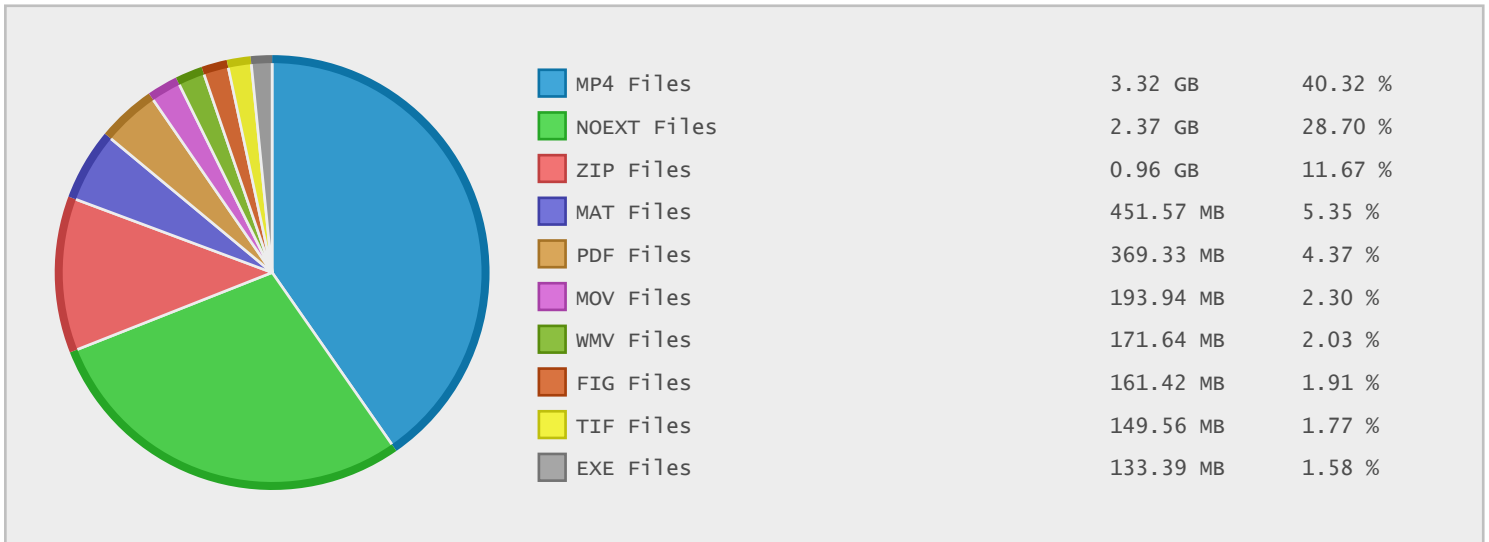 MP4 Files 3.32 GB 40.32 %
NOEXT Files 2.37 GB 28.70 %
ZIP Files 0.96 GB 11.67 %
MAT Files 451.57 MB 5.35 %
PDF Files 369.33 MB 4.37 %
MOV Files 193.94 MB 2.30 %
WMV Files 171.64 MB 2.03 %
FIG Files 161.42 MB 1.91 %
TIF Files 149.56 MB 1.77 %
EXE Files 133.39 MB 1.58 %